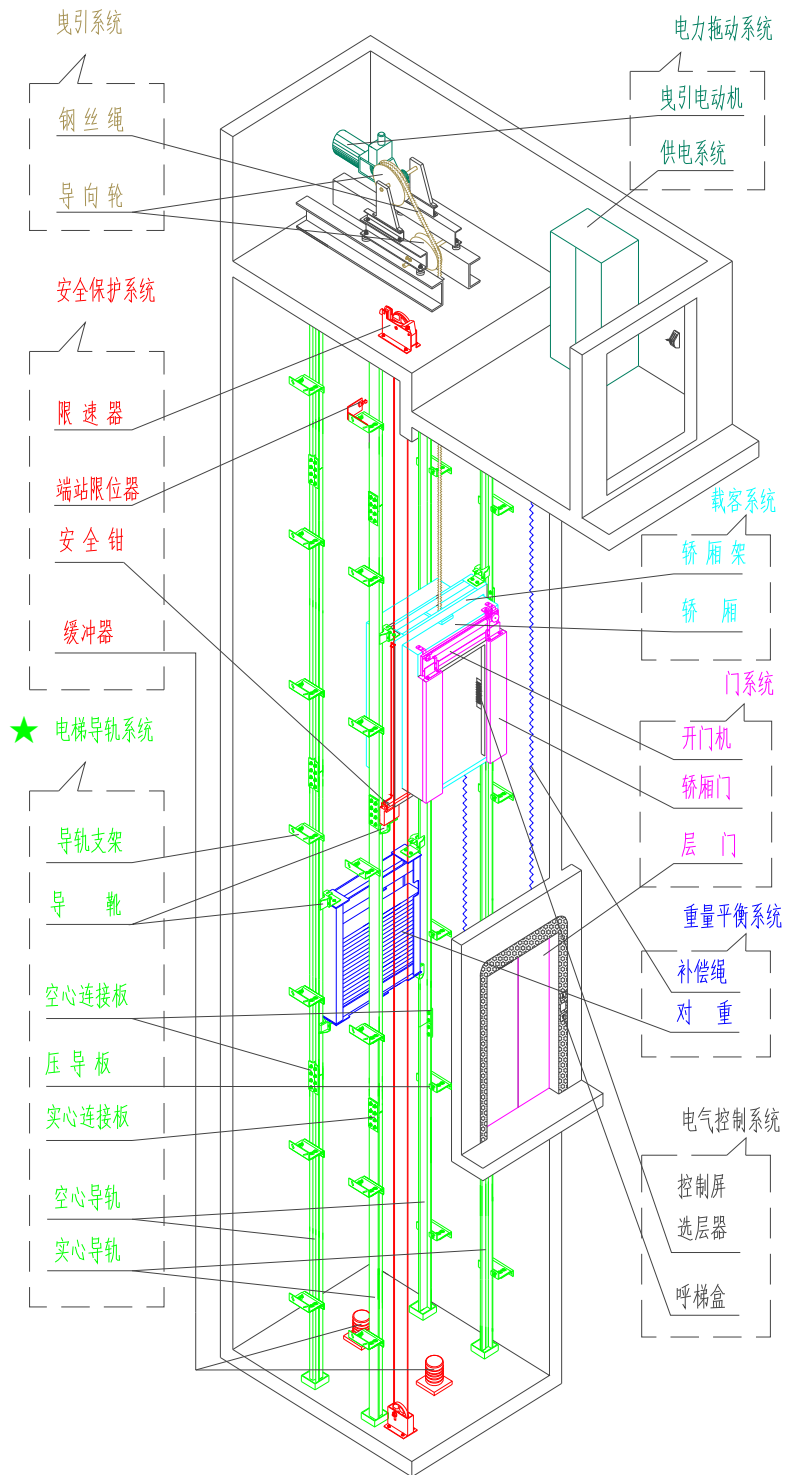 曳引系统
钢丝绳
导向轮
安全保护系统
限速器
端站限位器
安全钳
缓冲器
★ 电梯导轨系统
导轨支架
导靴
空心连接板
压导板
实心连接板
空心导轨
实心导轨
电力拖动系统
曳引电动机
供电系统
载客系统
轿厢架
轿厢
门系统
开门机
轿厢门
层门
重量平衡系统
补偿绳
对重
电气控制系统
控制屏
选层器
呼梯盒